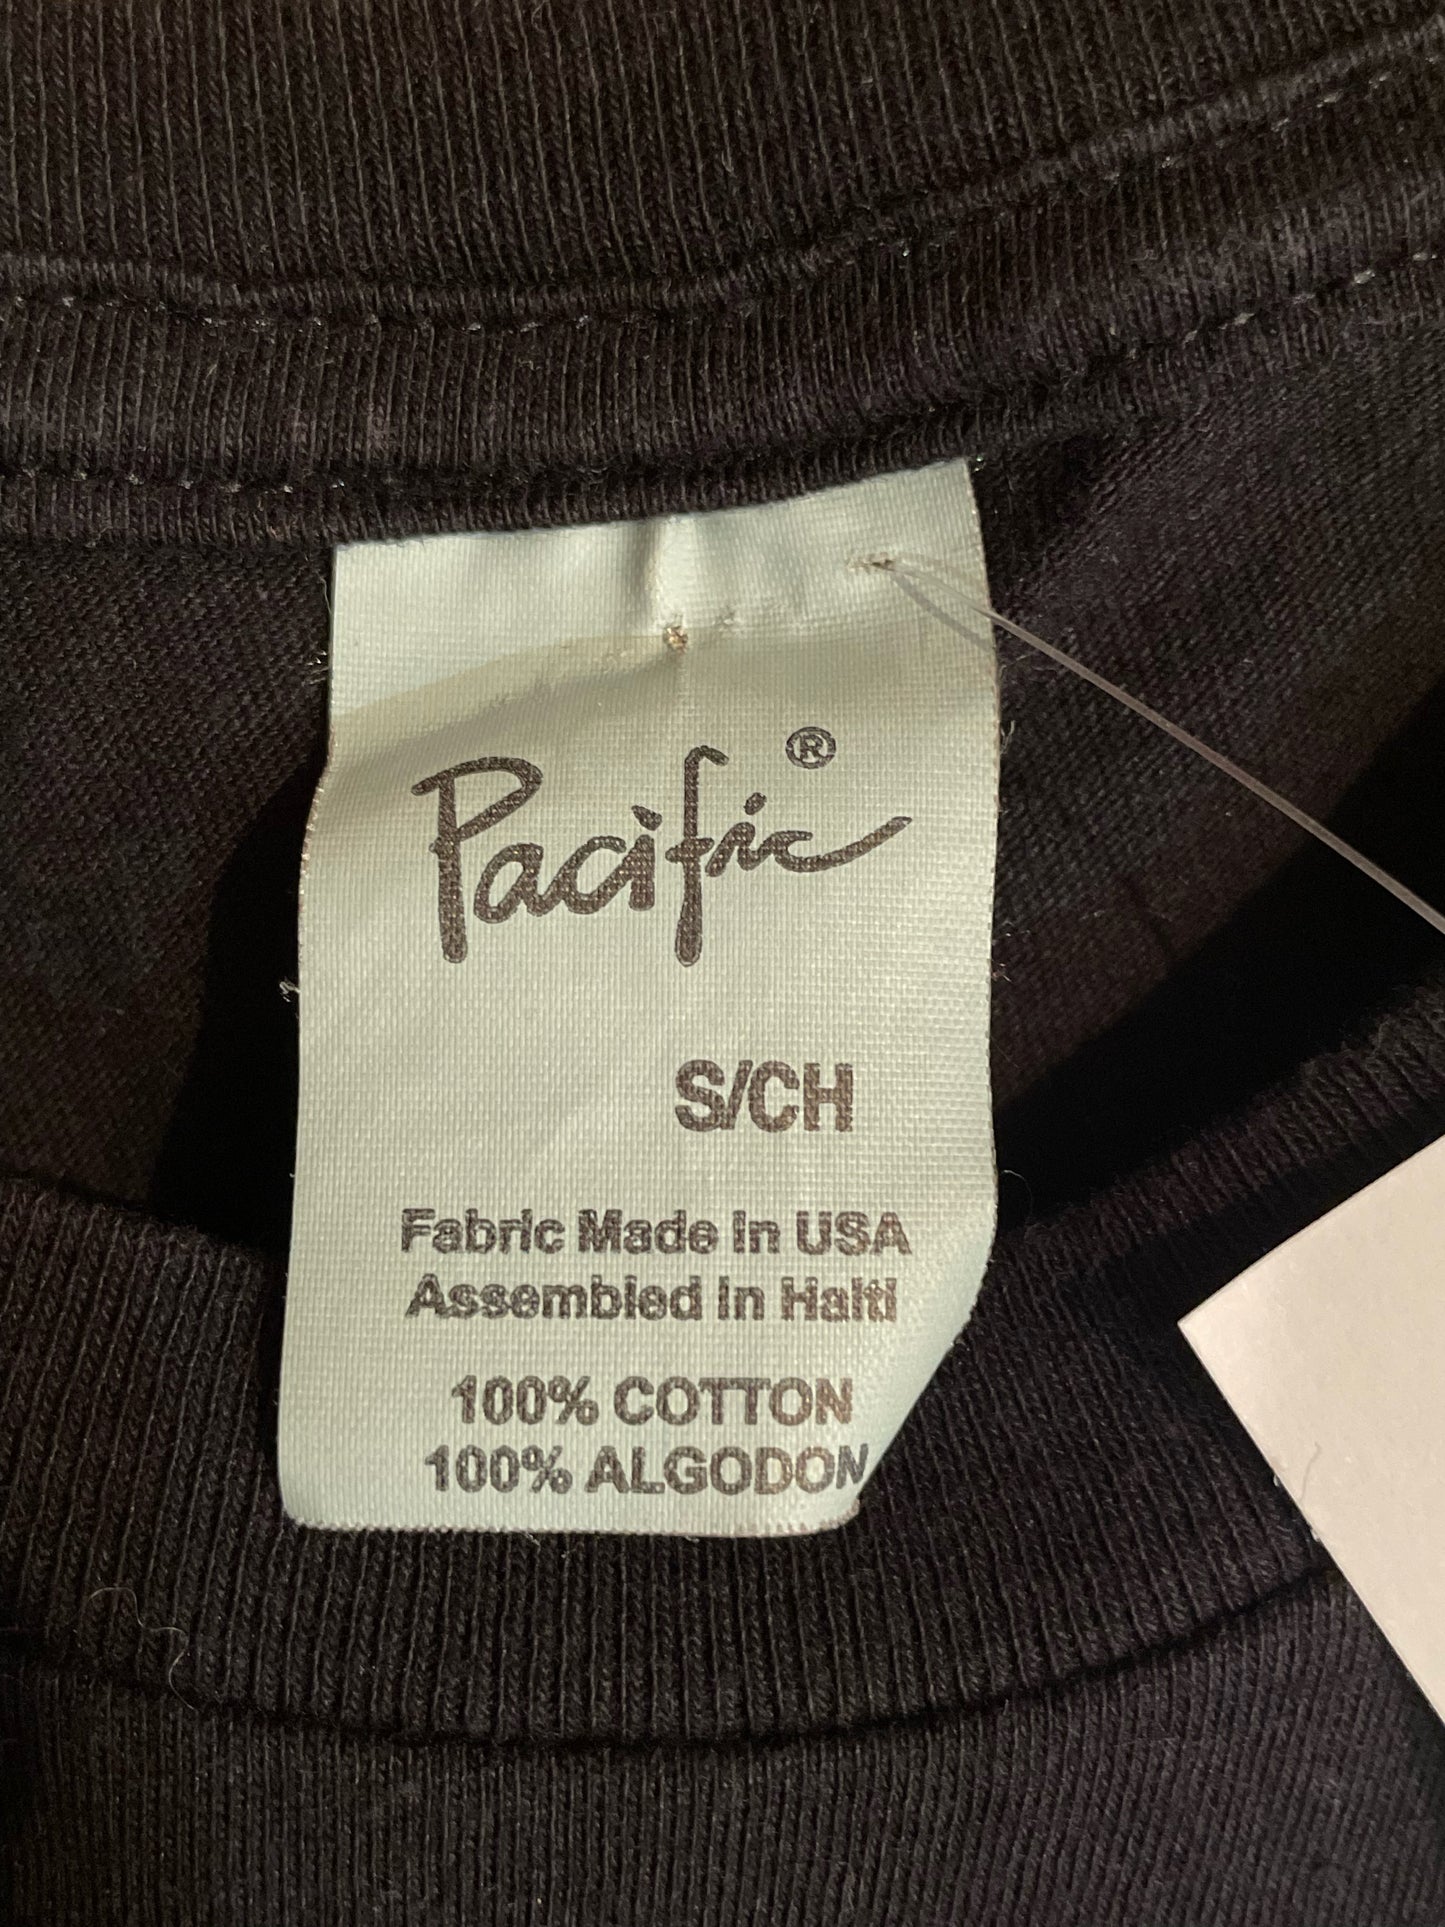 Pacific®
S/CH
Fabric Made in USA
Assembled in Haiti
100% COTTON
100% ALGODON